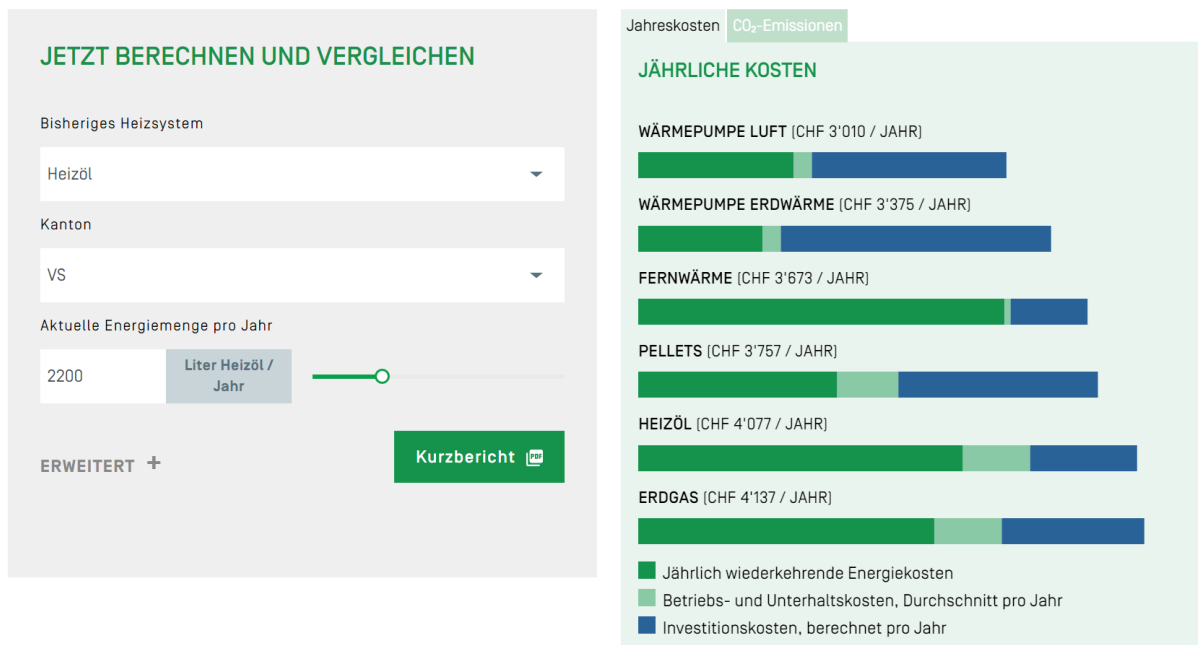 JETZT BERECHNEN UND VERGLEICHEN
Bisheriges Heizsystem
Heizöl
Kanton
VS
Aktuelle Energiemenge pro Jahr
2200
Liter Heizöl /
Jahr
ERWEITERT +
Kurzbericht PDF
Jahreskosten CO₂-Emissionen
JÄHRLICHE KOSTEN
WÄRMEPUMPE LUFT (CHF 3'010 / JAHR)
WÄRMEPUMPE ERDWÄRME (CHF 3'375 / JAHR)
FERNWÄRME (CHF 3'673 / JAHR)
PELLETS (CHF 3'757 / JAHR)
HEIZÖL (CHF 4'077 / JAHR)
ERDGAS (CHF 4'137 / JAHR)
Jährlich wiederkehrende Energiekosten
Betriebs- und Unterhaltskosten, Durchschnitt pro Jahr
Investitionskosten, berechnet pro Jahr